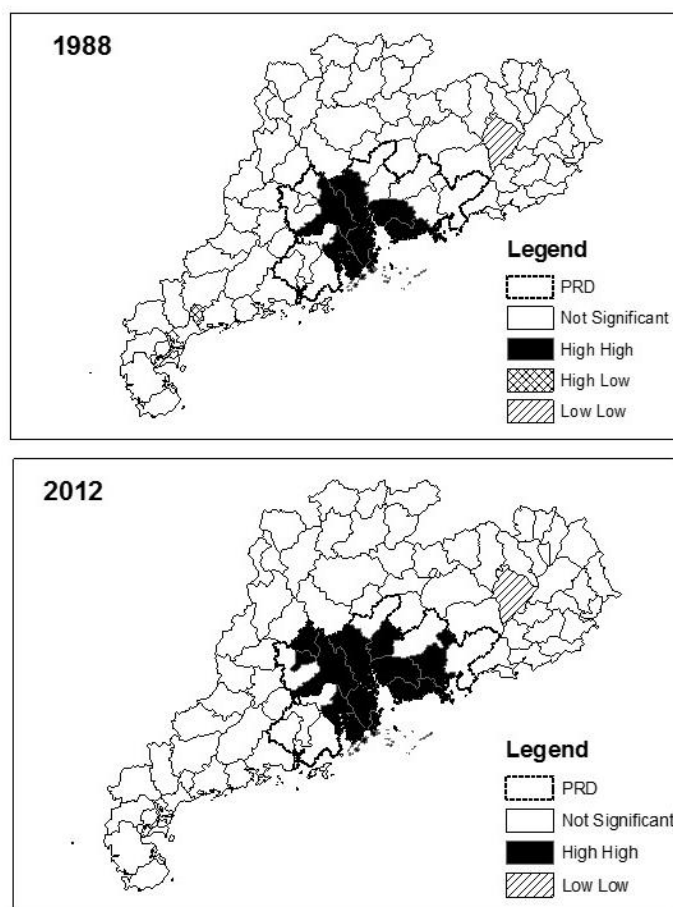 1988
Legend
PRD
Not Significant
High High
High Low
Low Low
2012
Legend
PRD
Not Significant
High High
Low Low